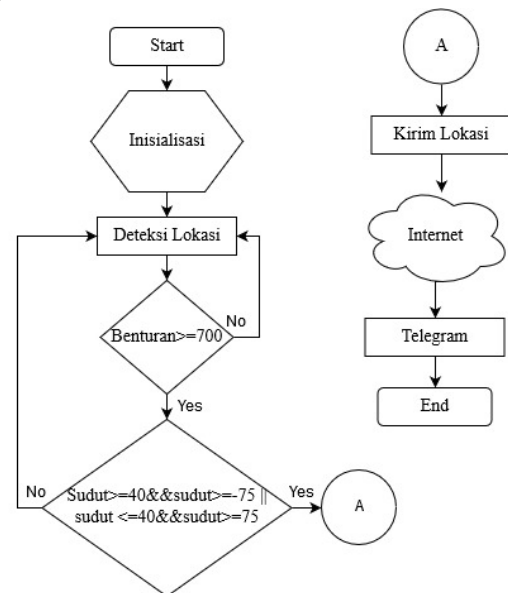 Start
Inisialisasi
Deteksi Lokasi
Benturan>=700
No
Yes
Sudut>=40&&sudut>=-75 ||
sudut <=40&&sudut>=75
No
Yes
A
A
Kirim Lokasi
Internet
Telegram
End